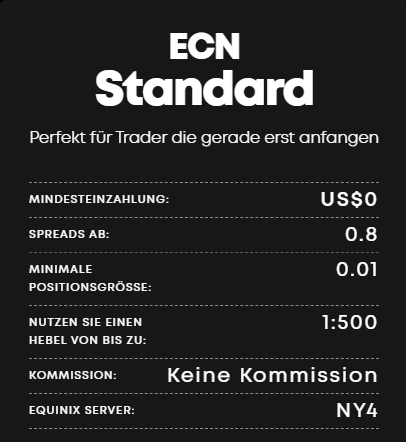 ECN
Standard
Perfekt für Trader die gerade erst anfangen
MINDESTEINZAHLUNG: US$0
SPREADS AB: 0.8
MINIMALE 0.01
POSITIONSGRÖSSE:
NUTZEN SIE EINEN 1:500
HEBEL VON BIS ZU:
KOMMISSION: Keine Kommission
EQUINIX SERVER: NY4